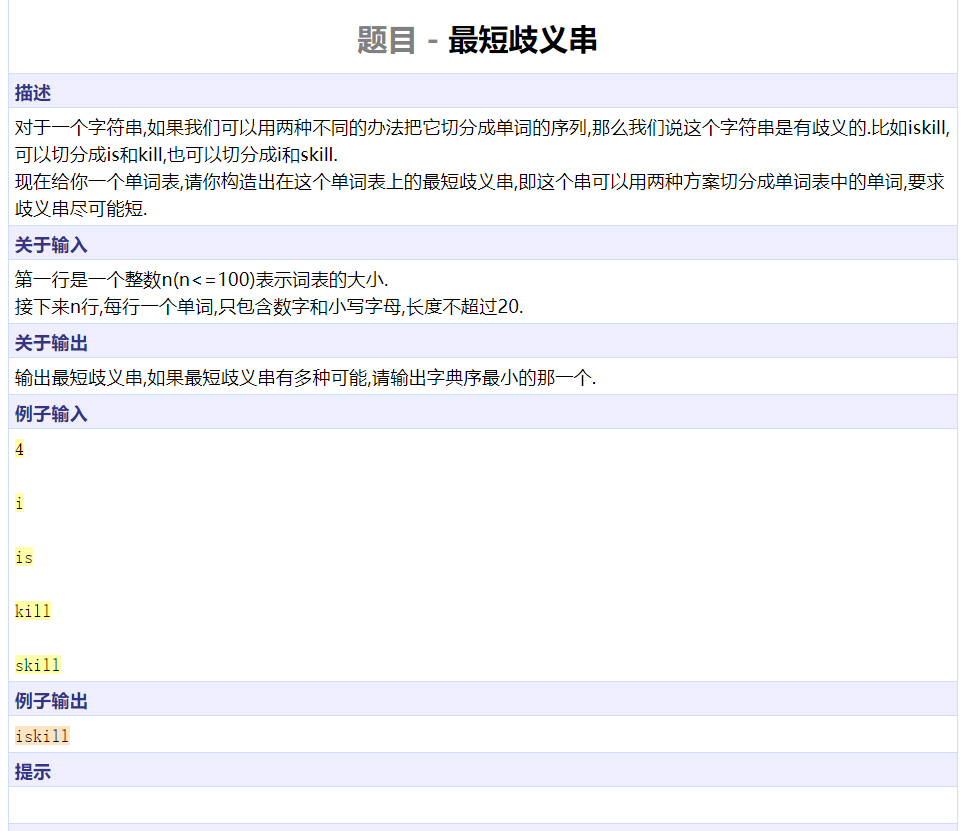 题目 - 最短歧义串
描述
对于一个字符串,如果我们可以用两种不同的办法把它切分成单词的序列,那么我们说这个字符串是有歧义的.比如iskill,
可以切分成is和kill,也可以切分成i和skill.
现在给你一个单词表,请你构造出在这个单词表上的最短歧义串,即这个串可以用两种方案切分成单词表中的单词,要求
歧义串尽可能短.
关于输入
第一行是一个整数n(n<=100)表示词表的大小.
接下来n行,每行一个单词,只包含数字和小写字母,长度不超过20.
关于输出
输出最短歧义串,如果最短歧义串有多种可能,请输出字典序最小的那一个.
例子输入
4
i
is
kill
skill
例子输出
iskill
提示